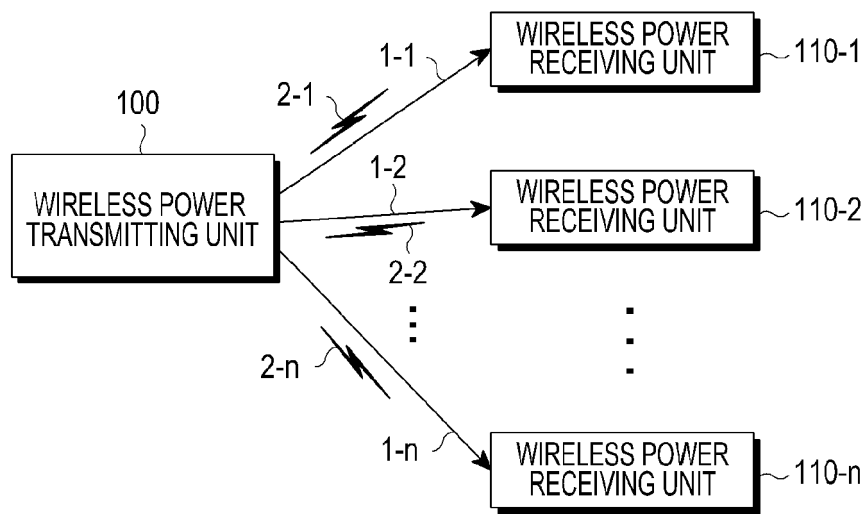 100
WIRELESS POWER
TRANSMITTING UNIT
2-1
1-1
WIRELESS POWER
RECEIVING UNIT
110-1
1-2
2-2
WIRELESS POWER
RECEIVING UNIT
110-2
2-n
1-n
WIRELESS POWER
RECEIVING UNIT
110-n